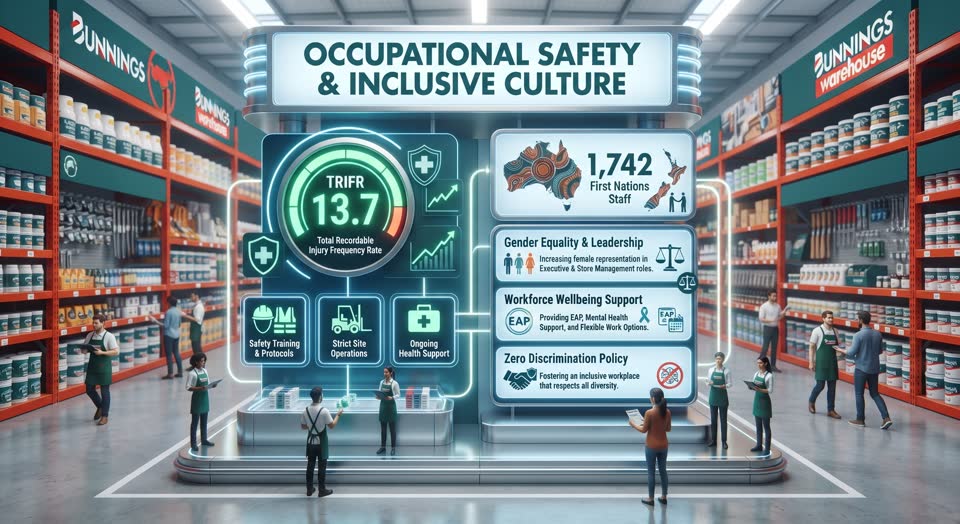 OCCUPATIONAL SAFETY
& INCLUSIVE CULTURE
BUNNINGS
BUNNINGS
warehouse
BUNNINGS
warehouse
TRIFR
13.7
Total Recordable
Injury Frequency Rate
Safety Training
& Protocols
Strict Site
Operations
Ongoing
Health Support
1,742
First Nations
Staff
Gender Equality & Leadership
Increasing female representation in
Executive & Store Management roles.
Workforce Wellbeing Support
EAP
Providing EAP, Mental Health
Support, and Flexible Work Options.
EAP
Zero Discrimination Policy
Fostering an inclusive workplace
that respects all diversity.